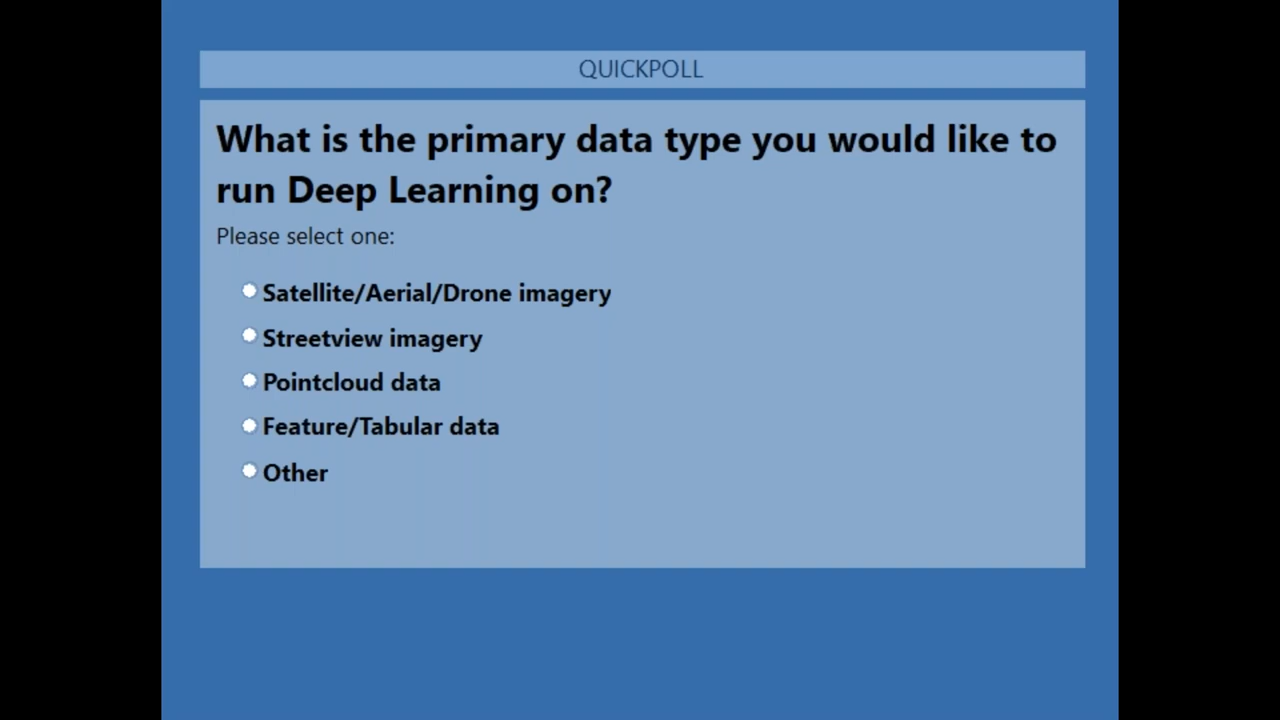 QUICKPOLL
What is the primary data type you would like to
run Deep Learning on?
Please select one:
Satellite/Aerial/Drone imagery
Streetview imagery
Pointcloud data
Feature/Tabular data
Other